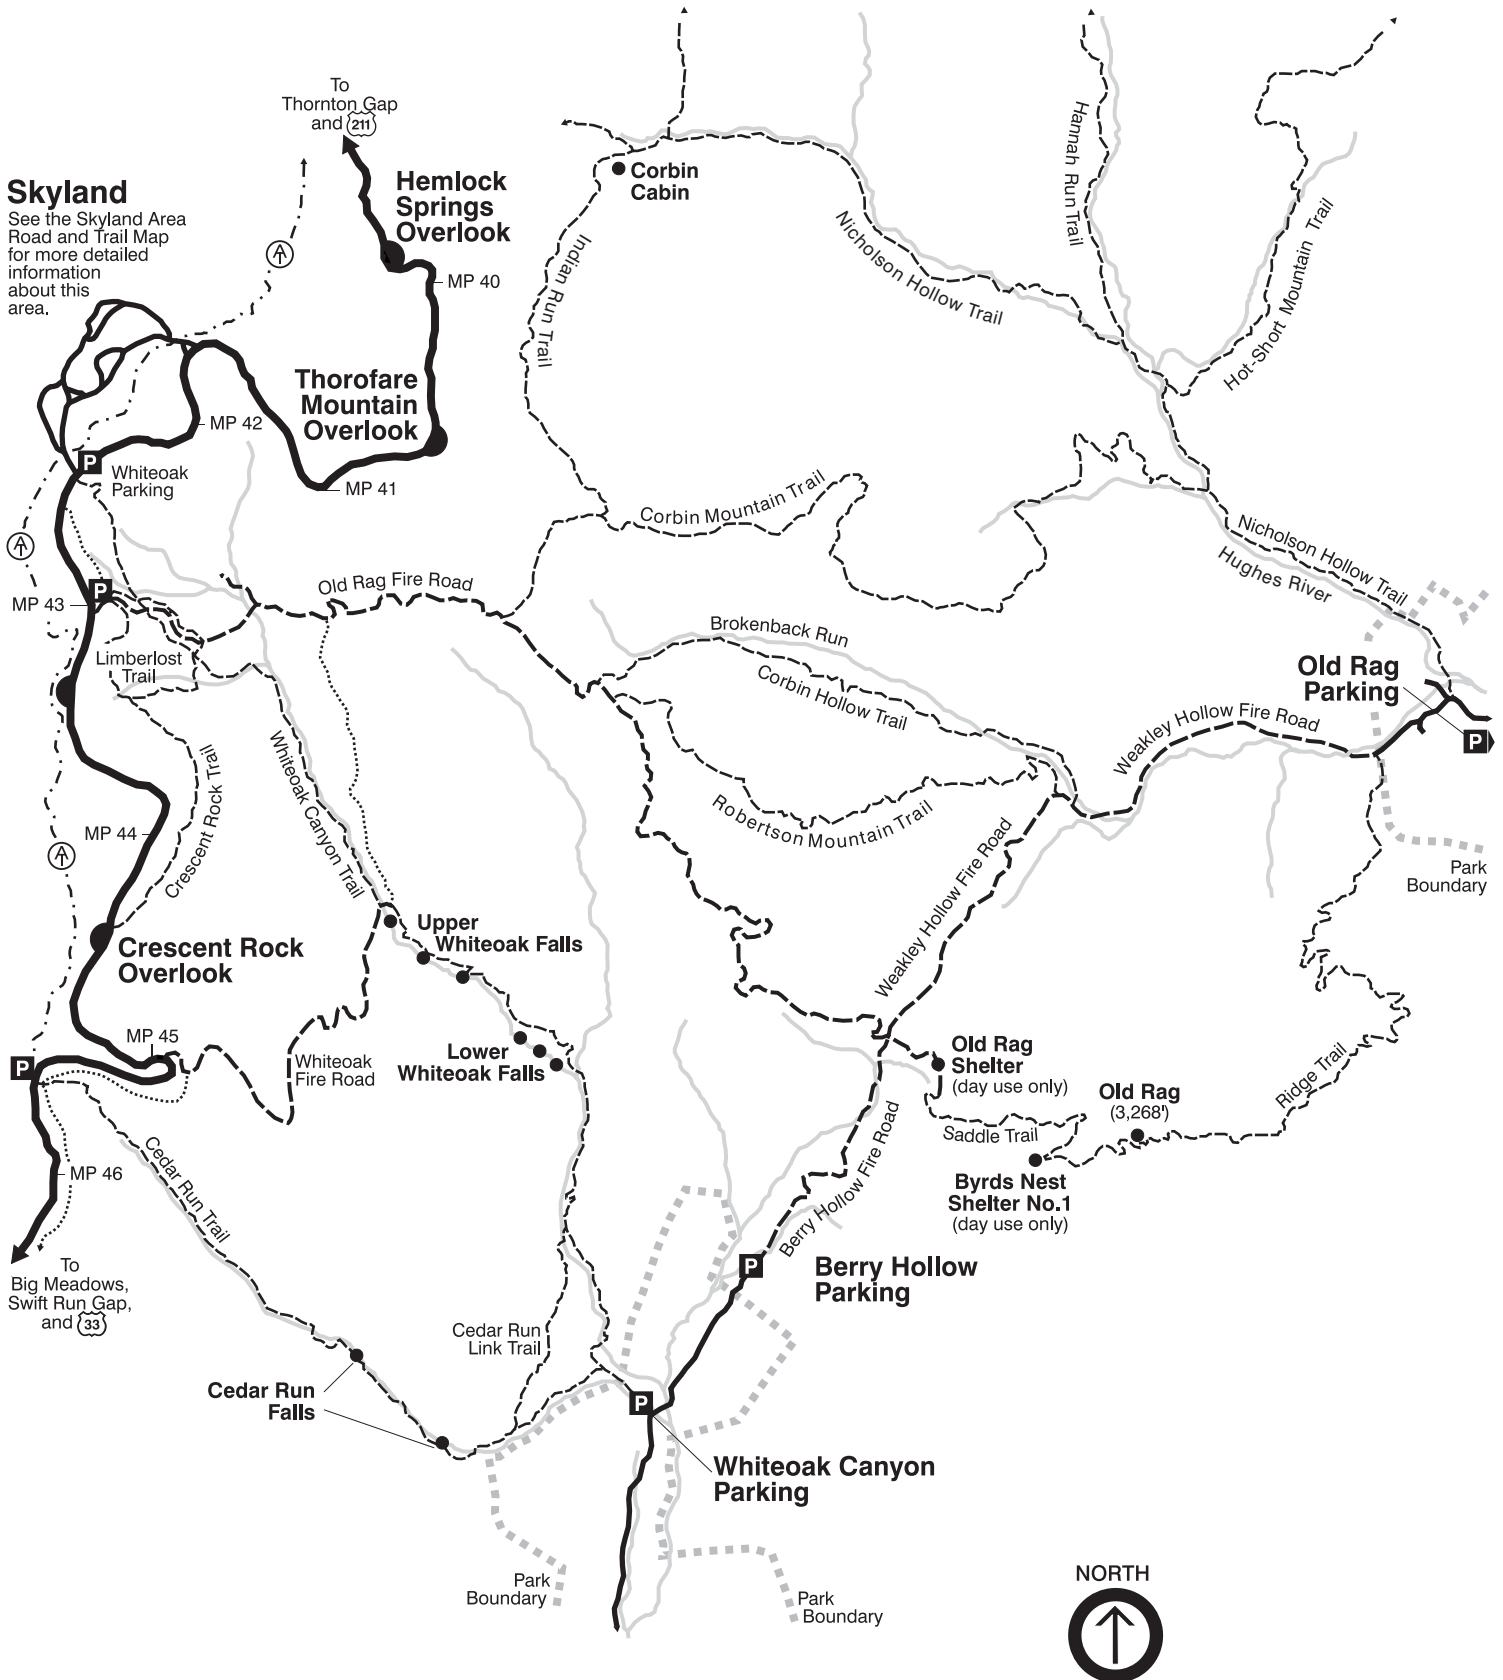 To
Thornton Gap
and 211
Skyland
See the Skyland Area
Road and Trail Map
for more detailed
information
about this
area.
Hemlock
Springs
Overlook
MP 40
Thorofare
Mountain
Overlook
MP 42
MP 41
Whiteoak
Parking
P
Corbin
Cabin
Indian Run Trail
Nicholson Hollow Trail
Hannah Run Trail
Hot-Short Mountain Trail
Corbin Mountain Trail
Nicholson Hollow Trail
Hughes River
Old Rag Fire Road
P
MP 43
Limberlost
Trail
Brokenback Run
Corbin Hollow Trail
Robertson Mountain Trail
Weakley Hollow Fire Road
Old Rag
Parking
P
Park
Boundary
Whiteoak Canyon Trail
Crescent Rock Trail
MP 44
Crescent Rock
Overlook
Upper
Whiteoak Falls
Weakley Hollow Fire Road
MP 45
P
Whiteoak
Fire Road
Lower
Whiteoak Falls
Old Rag
Shelter
(day use only)
Old Rag
(3,268')
Ridge Trail
Saddle Trail
Byrds Nest
Shelter No.1
(day use only)
Berry Hollow Fire Road
MP 46
Cedar Run Trail
To
Big Meadows,
Swift Run Gap,
and 33
P
Berry Hollow
Parking
Cedar Run
Link Trail
Cedar Run
Falls
P
Whiteoak Canyon
Parking
Park
Boundary
Park
Boundary
NORTH